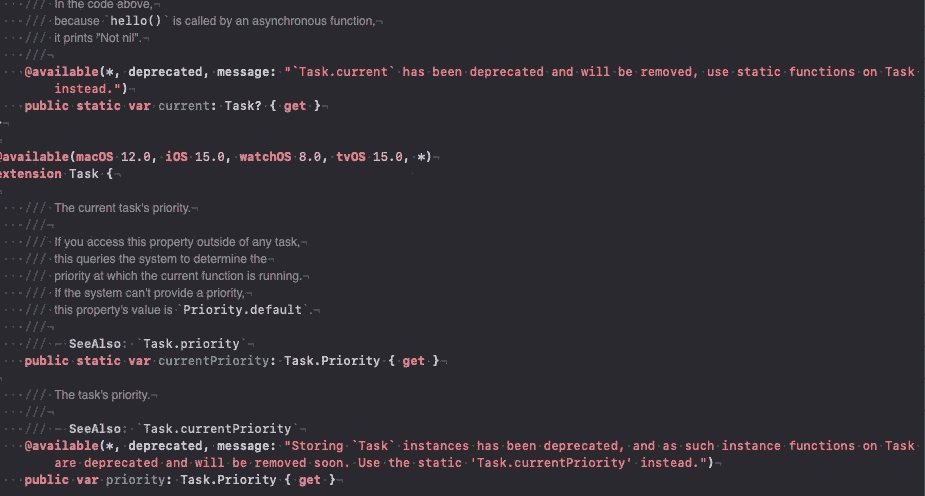 /// In the code above,
/// because `hello()` is called by an asynchronous function,
/// it prints "Not nil".
///
@available(*, deprecated, message: "`Task.current` has been deprecated and will be removed, use static functions on Task
instead.")
public static var current: Task? { get }
}
@available(macOS 12.0, iOS 15.0, watchOS 8.0, tvOS 15.0, *)
extension Task {
/// The current task's priority.
///
/// If you access this property outside of any task,
/// this queries the system to determine the
/// priority at which the current function is running.
/// If the system can't provide a priority,
/// this property's value is `Priority.default`.
///
/// - SeeAlso: `Task.priority`
public static var currentPriority: Task.Priority { get }
/// The task's priority.
///
/// - SeeAlso: `Task.currentPriority`
@available(*, deprecated, message: "Storing `Task` instances has been deprecated, and as such instance functions on Task
are deprecated and will be removed soon. Use the static 'Task.currentPriority' instead.")
public var priority: Task.Priority { get }